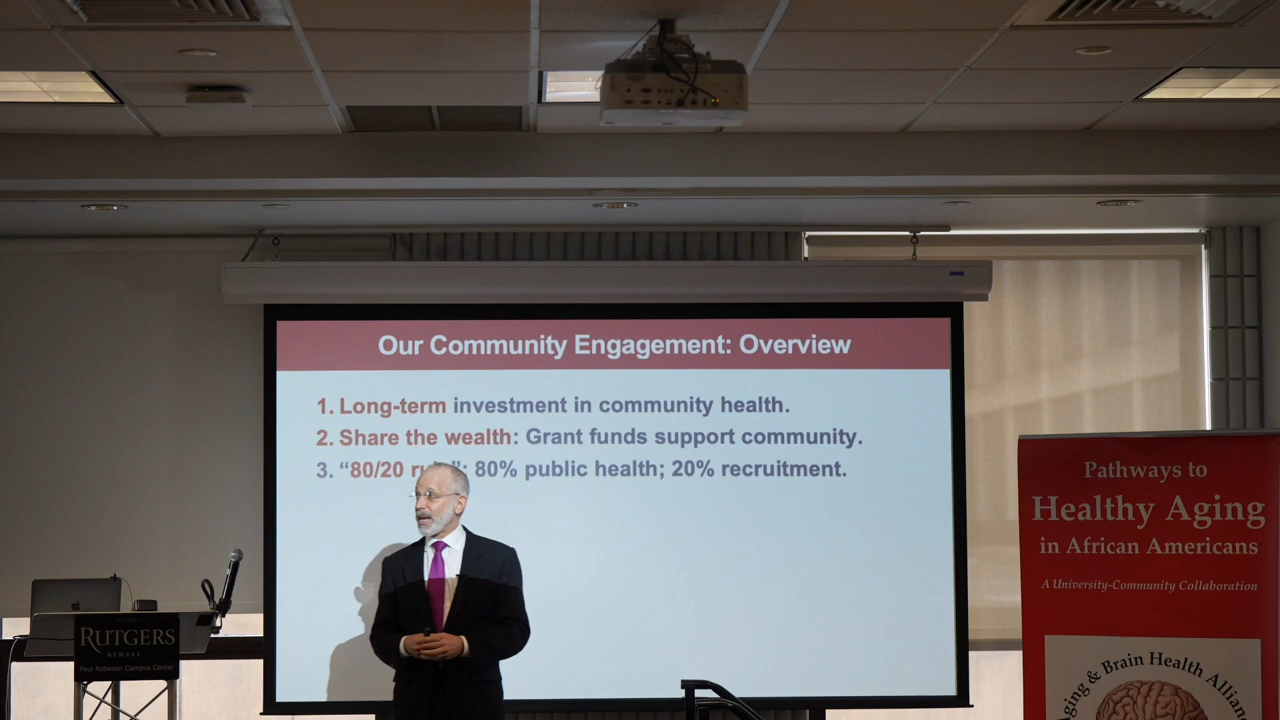 Our Community Engagement: Overview
1. Long-term investment in community health.
2. Share the wealth: Grant funds support community.
3. “80/20 ”: 80% public health; 20% recruitment.
RUTGERS
NEWARK
Paul Robeson Campus Center
Pathways to
Healthy Aging
in African Americans
A University-Community Collaboration
Aging & Brain Health